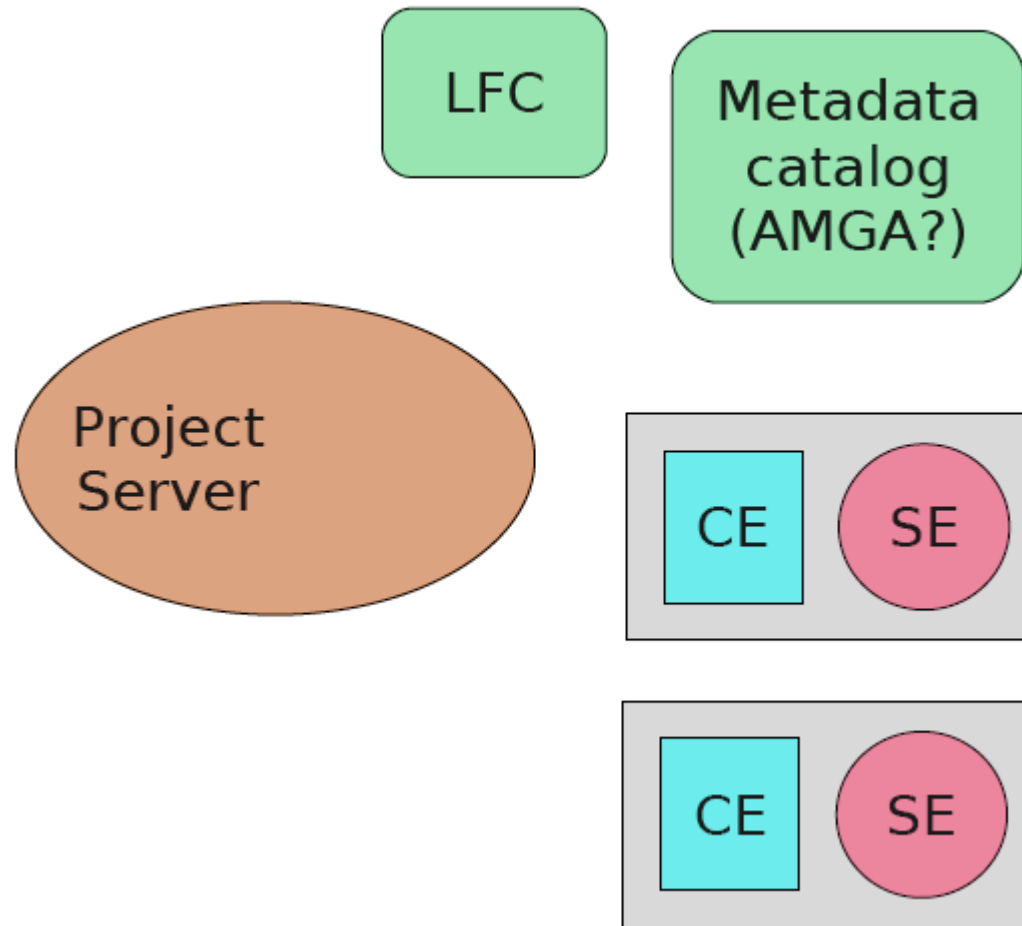 LFC
Metadata
catalog
(AMGA?)
Project
Server
CE
SE
CE
SE